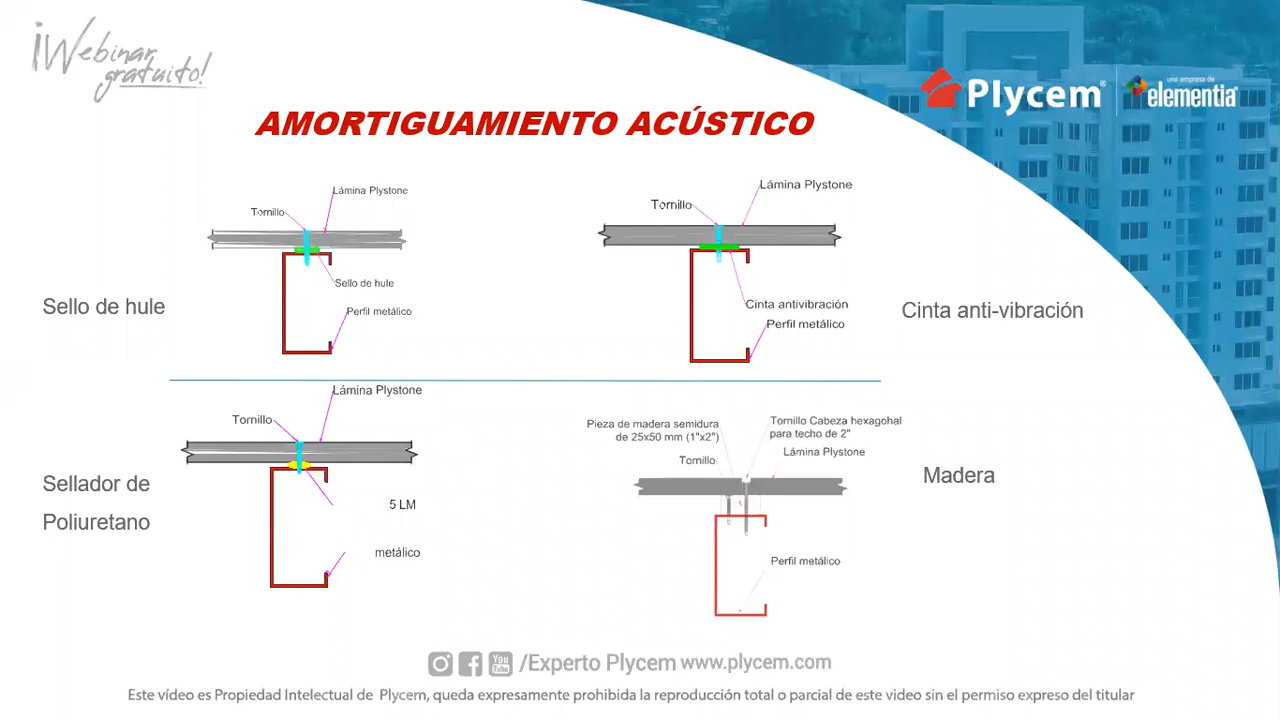 ¡Webinar
gratuito!
Plycem®
una empresa de
elementia
AMORTIGUAMIENTO ACÚSTICO
Lámina Plystone
Tornillo
Sello de hule
Perfil metálico
Sello de hule
Lámina Plystone
Tornillo
Cinta antivibración
Perfil metálico
Cinta anti-vibración
Lámina Plystone
Tornillo
5 LM
metálico
Sellador de
Poliuretano
Pieza de madera semidura
de 25x50 mm (1"x2")
Tornillo
Tornillo Cabeza hexagohal
para techo de 2"
Lámina Plystone
Perfil metálico
Madera
You
Tube
/Experto Plycem www.plycem.com
Este vídeo es Propiedad Intelectual de Plycem, queda expresamente prohibida la reproducción total o parcial de este video sin el permiso expreso del titular